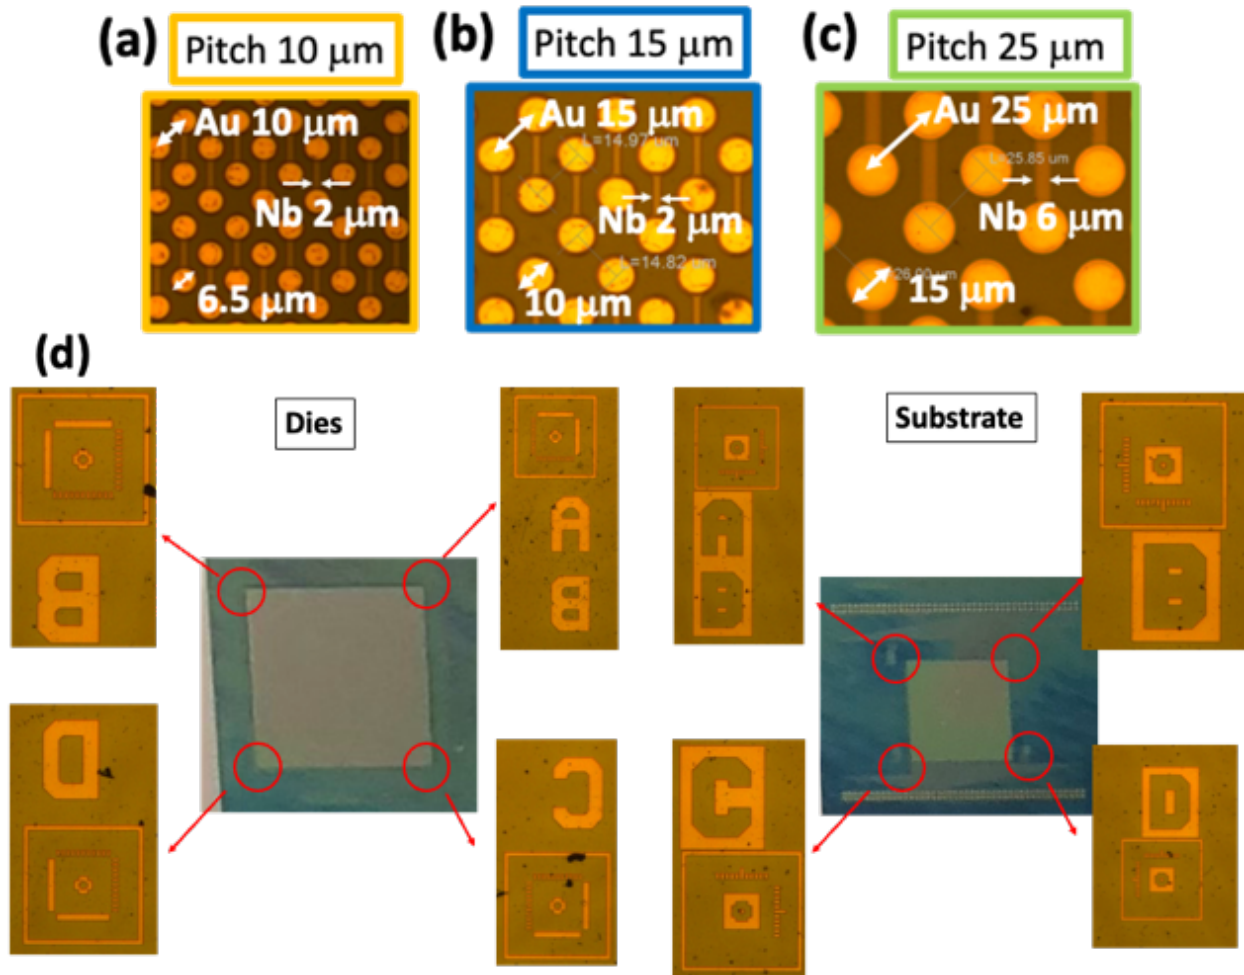 (a)
Pitch 10 μm
(b)
Pitch 15 μm
(c)
Pitch 25 μm
Au 10 μm
Nb 2 μm
6.5 μm
Au 15 μm
L=14.97 um
Nb 2 μm
L=14.82 um
10 μm
Au 25 μm
L=25.85 um
Nb 6 μm
26.00 um
15 μm
(d)
Dies
Substrate
B
A
B
A
B
B
D
C
C
D